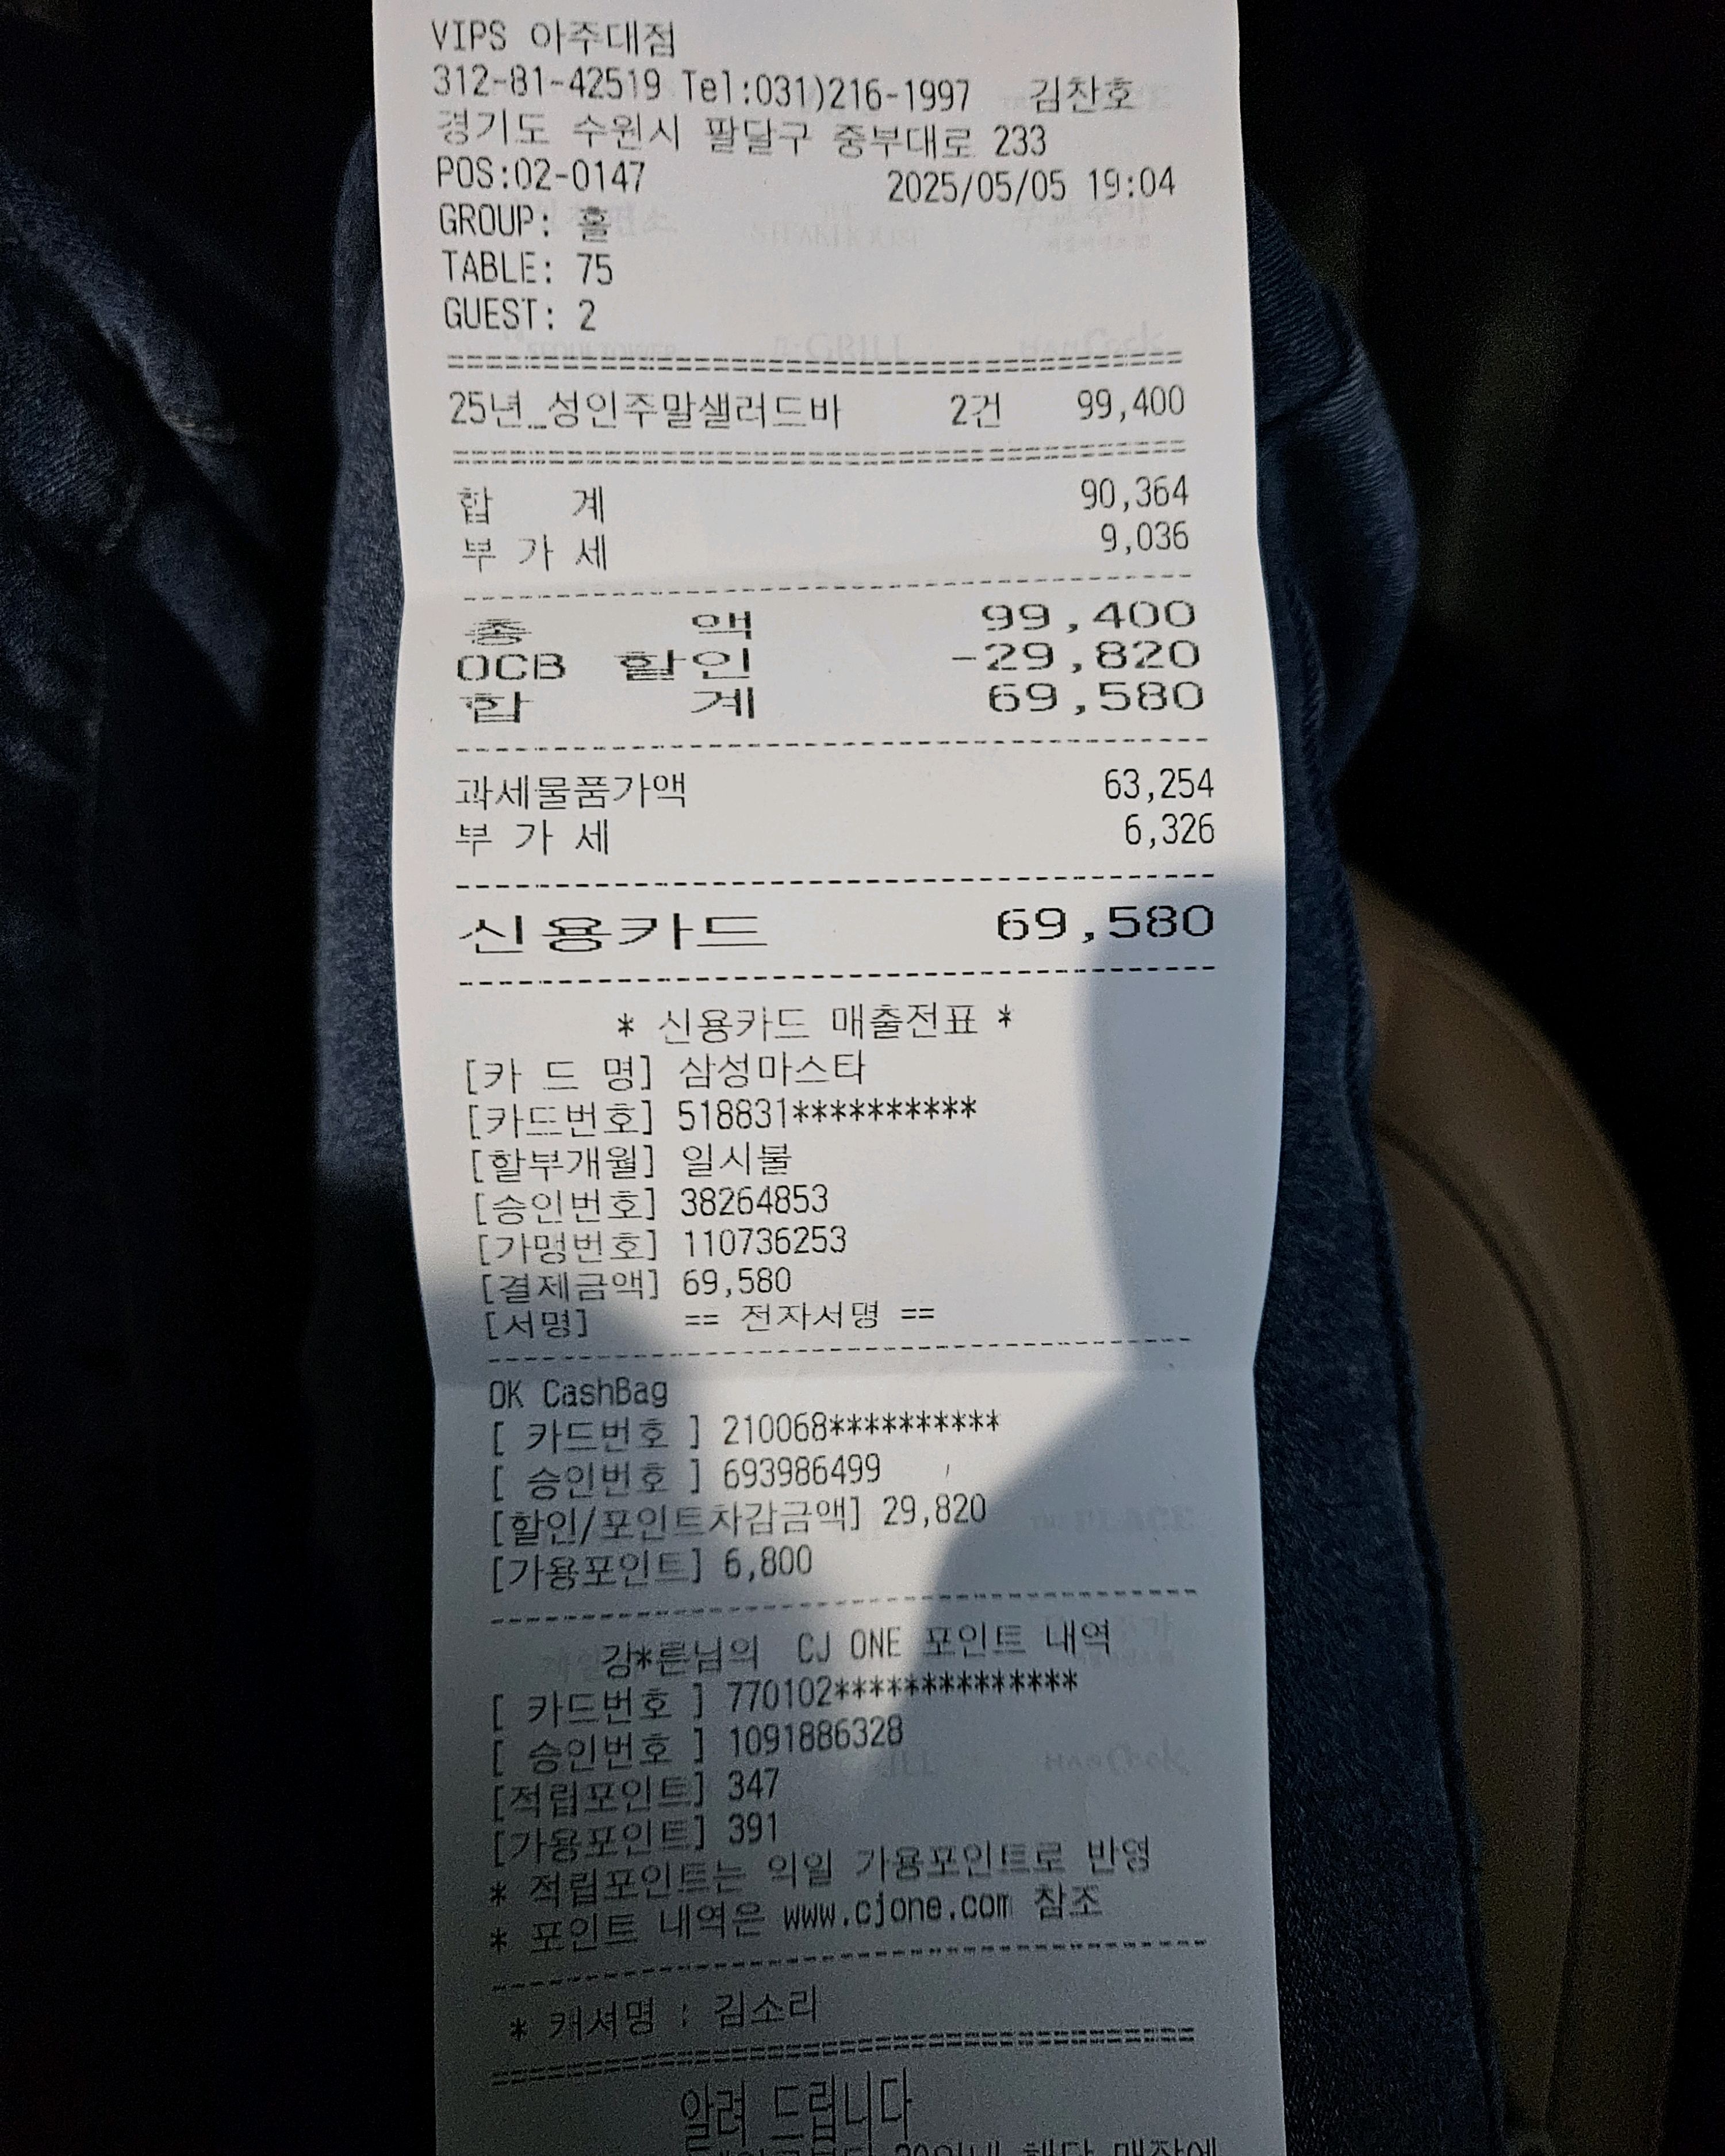 VIPS 아주대점
312-81-42519 Tel:031)216-1997 김찬호
경기도 수원시 팔달구 중부대로 233
POS:02-0147 2025/05/05 19:04
GROUP: 홀
TABLE: 75
GUEST: 2
25년_성인주말샐러드바 2건 99,400
합 계 90,364
부 가 세 9,036
총 액 99,400
OCB 할인 -29,820
합 계 69,580
과세물품가액 63,254
부 가 세 6,326
신용카드 69,580
* 신용카드 매출전표 *
[카 드 명] 삼성마스타
[카드번호] 518831**********
[할부개월] 일시불
[승인번호] 38264853
[가맹번호] 110736253
[결제금액] 69,580
[서명] == 전자서명 ==
OK CashBag
[ 카드번호 ] 210068**********
[ 승인번호 ] 693986499
[할인/포인트차감금액] 29,820
[가용포인트] 6,800
강*른님의 CJ ONE 포인트 내역
[ 카드번호 ] 770102**************
[ 승인번호 ] 1091886328
[적립포인트] 347
[가용포인트] 391
* 적립포인트는 익일 가용포인트로 반영
* 포인트 내역은 www.cjone.com 참조
* 캐셔명 : 김소리
알려 드립니다
해당 매장에